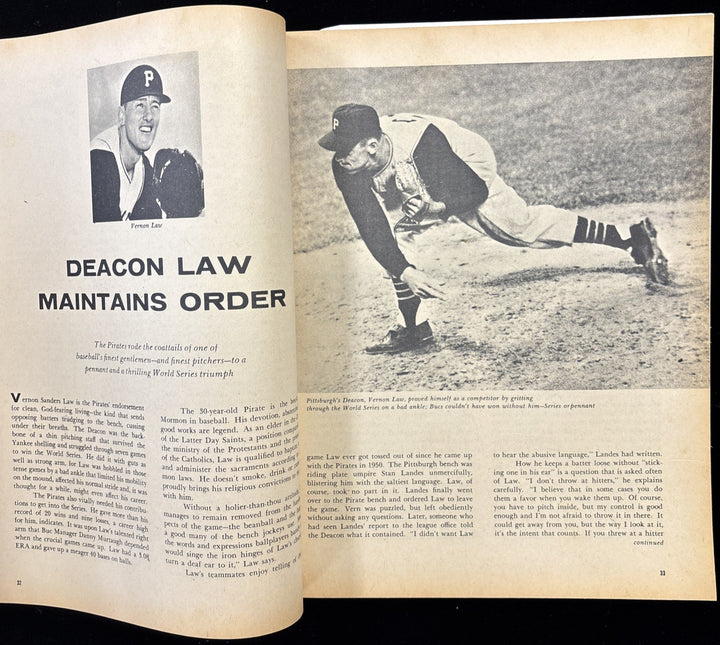 P
Vernon Law
DEACON LAW
MAINTAINS ORDER
The Pirates rode the coattails of one of
baseball's finest gentlemen—and finest pitchers—to a
pennant and a thrilling World Series triumph
Vernon Sanders Law is the Pirates' endorsement
for clean, God-fearing living—the kind that sends
opposing batters trudging to the bench, cussing
under their breaths. The Deacon was the back-
bone of a thin pitching staff that survived the
Yankee shelling and struggled through seven games
to win the World Series. He did it with guts as
well as strong arm, for Law was hobbled in those
tense games by a bad ankle that limited his mobility
on the mound, affected his normal stride and, it was
thought for a while, might even affect his career.
The Pirates also vitally needed his contribu-
tions to get into the Series. He gave more than his
record of 20 wins and nine losses, a career high
for him, indicates. It was upon Law's talented right
arm that Buc Manager Danny Murtaugh depended
when the crucial games came up. Law had a 3.08
ERA and gave up a meager 40 bases on balls.
32
The 30-year-old Pirate is the
Mormon in baseball. His devotion,
good works are legend. As an elder in the
of the Latter Day Saints, a position
the ministry of the Protestants and the
of the Catholics, Law is qualified to
and administer the sacraments
mon laws. He doesn't smoke, drink or
proudly brings his religious convictions
with him.
Without a holier-than-thou
manages to remain removed from the
pects of the game—the beanball and the
a good many of the bench jockeys
the words and expressions ballplayers
would singe the iron hinges of Law's
turn a deaf ear to it," Law says.
Law's teammates enjoy telling of
P
Pittsburgh's Deacon, Vernon Law, proved himself as a competitor by gritting
through the World Series on a bad ankle; Bucs couldn't have won without him—Series or pennant
game Law ever got tossed out of since he came up
with the Pirates in 1950. The Pittsburgh bench was
riding plate umpire Stan Landes unmercifully,
blistering him with the saltiest language. Law, of
course, took no part in it. Landes finally went
over to the Pirate bench and ordered Law to leave
the game. Vern was puzzled, but left obediently
without asking any questions. Later, someone who
had seen Landes' report to the league office told
the Deacon what it contained. "I didn't want Law
to hear the abusive language," Landes had written.
How he keeps a batter loose without "stick-
ing one in his ear" is a question that is asked often
of Law. "I don't throw at hitters," he explains
carefully. "I believe that in some cases you do
them a favor when you wake them up. Of course,
you have to pitch inside, but my control is good
enough and I'm not afraid to throw it in there. It
could get away from you, but the way I look at it,
it's the intent that counts. If you threw at a hitter
continued
33